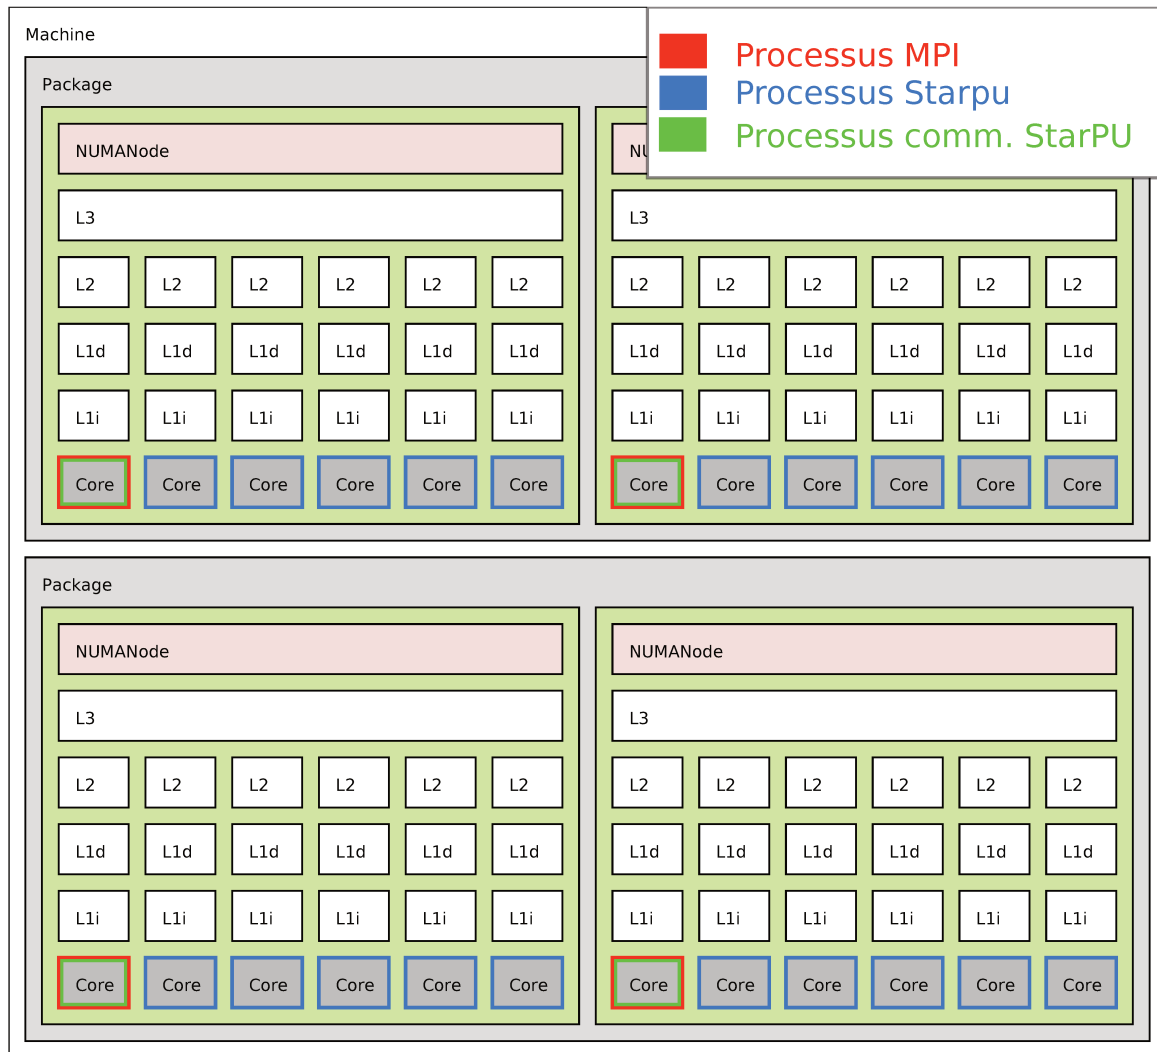 Machine
Processus MPI
Processus Starpu
Processus comm. StarPU
Package
NUMANode
L3
L2 L2 L2 L2 L2 L2
L1d L1d L1d L1d L1d L1d
L1i L1i L1i L1i L1i L1i
Core Core Core Core Core Core
L3
L2 L2 L2 L2 L2 L2
L1d L1d L1d L1d L1d L1d
L1i L1i L1i L1i L1i L1i
Core Core Core Core Core Core
Package
NUMANode
L3
L2 L2 L2 L2 L2 L2
L1d L1d L1d L1d L1d L1d
L1i L1i L1i L1i L1i L1i
Core Core Core Core Core Core
NUMANode
L3
L2 L2 L2 L2 L2 L2
L1d L1d L1d L1d L1d L1d
L1i L1i L1i L1i L1i L1i
Core Core Core Core Core Core